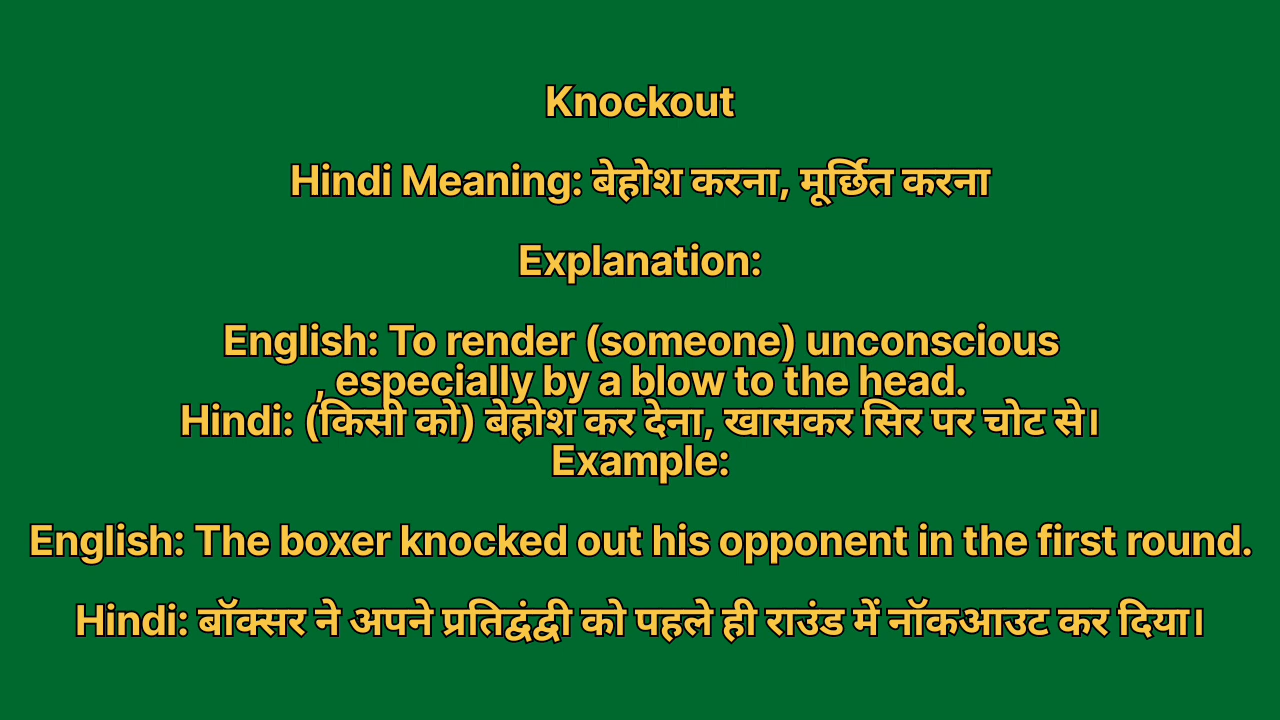 Knockout
Hindi Meaning: बेहोश करना, मूर्छित करना
Explanation:
English: To render (someone) unconscious
, especially by a blow to the head.
Hindi: (किसी को) बेहोश कर देना, खासकर सिर पर चोट से।
Example:
English: The boxer knocked out his opponent in the first round.
Hindi: बॉक्सर ने अपने प्रतिद्वंद्वी को पहले ही राउंड में नॉकआउट कर दिया।